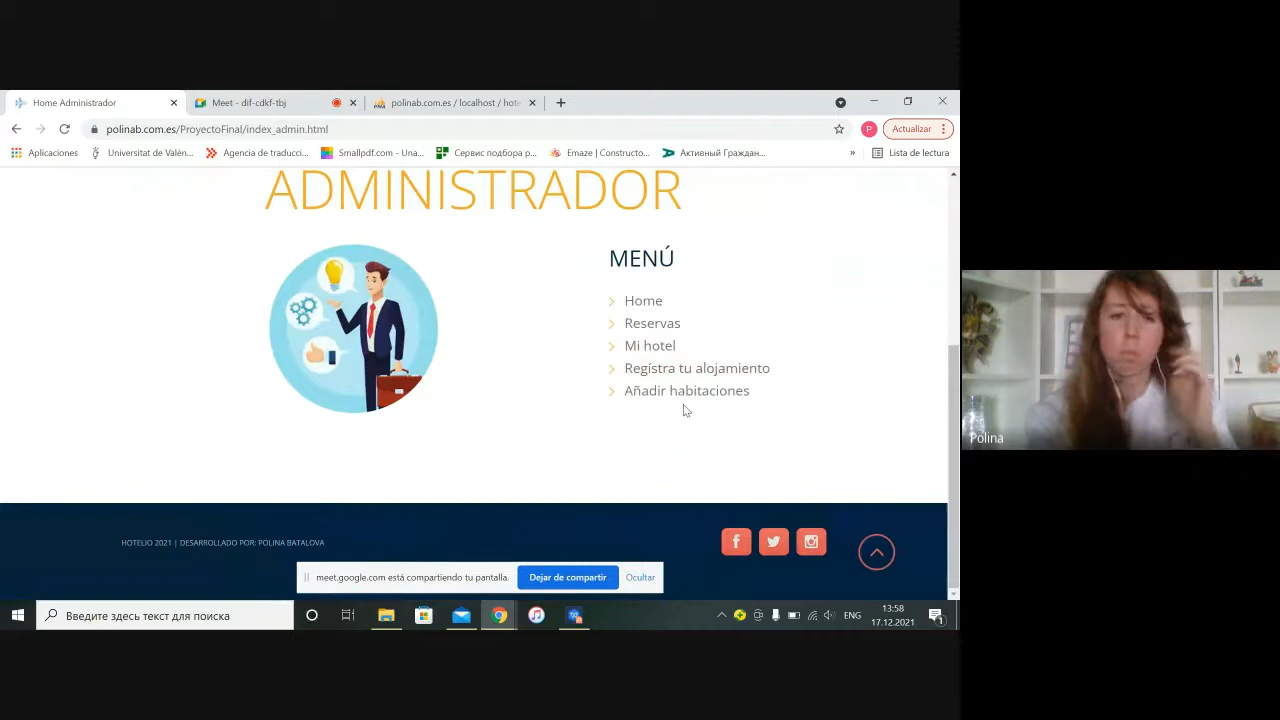 Home Administrador
Meet - dif-cdkf-tbj
polinab.com.es / localhost / hote
polinab.com.es/ProyectoFinal/index_admin.html
P
Actualizar
Aplicaciones
Universitat de Valèn...
Agencia de traducci...
Smallpdf.com - Una...
Сервис подбора р...
Emaze | Constructo...
Активный Граждан...
»
Lista de lectura
ADMINISTRADOR
MENÚ
Home
Reservas
Mi hotel
Regístra tu alojamiento
Añadir habitaciones
Polina
HOTELIO 2021 | DESARROLLADO POR: POLINA BATALOVA
meet.google.com está compartiendo tu pantalla.
Dejar de compartir
Ocultar
Введите здесь текст для поиска
ENG
13:58
17.12.2021
1